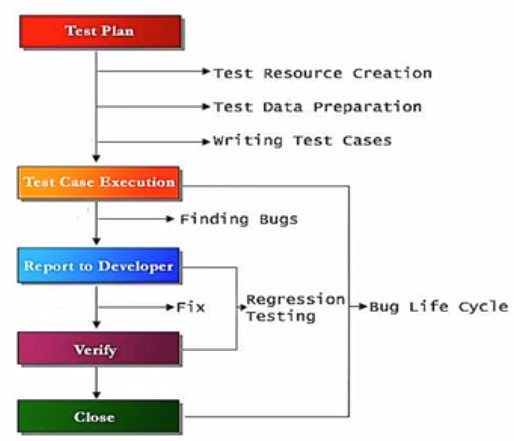 Test Plan
Test Resource Creation
Test Data Preparation
Writing Test Cases
Test Case Execution
Finding Bugs
Report to Developer
Fix
Regression
Testing
Bug Life Cycle
Verify
Close